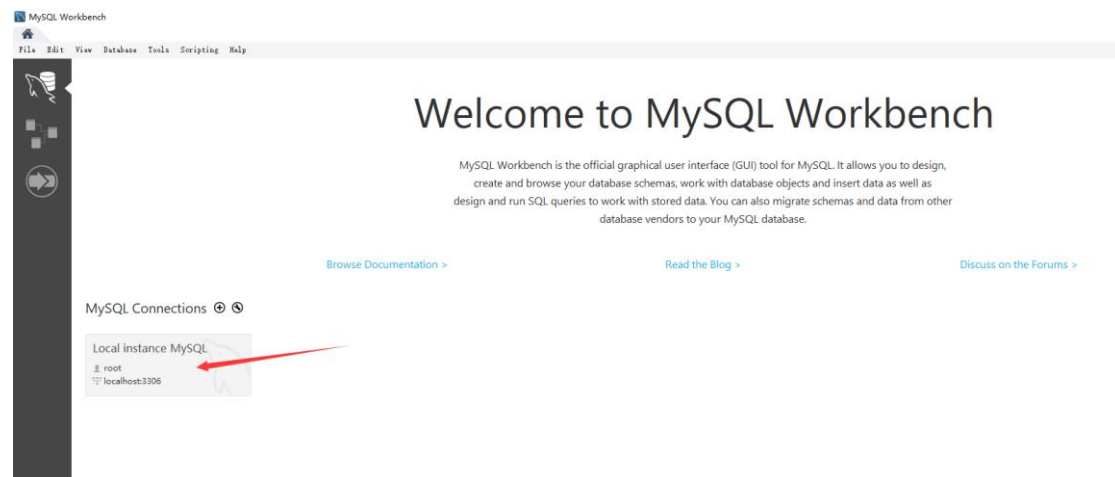 MySQL Workbench
File Edit View Database Tools Scripting Help
Welcome to MySQL Workbench
MySQL Workbench is the official graphical user interface (GUI) tool for MySQL. It allows you to design,
create and browse your database schemas, work with database objects and insert data as well as
design and run SQL queries to work with stored data. You can also migrate schemas and data from other
database vendors to your MySQL database.
Browse Documentation > Read the Blog > Discuss on the Forums >
MySQL Connections
Local instance MySQL
root
localhost:3306